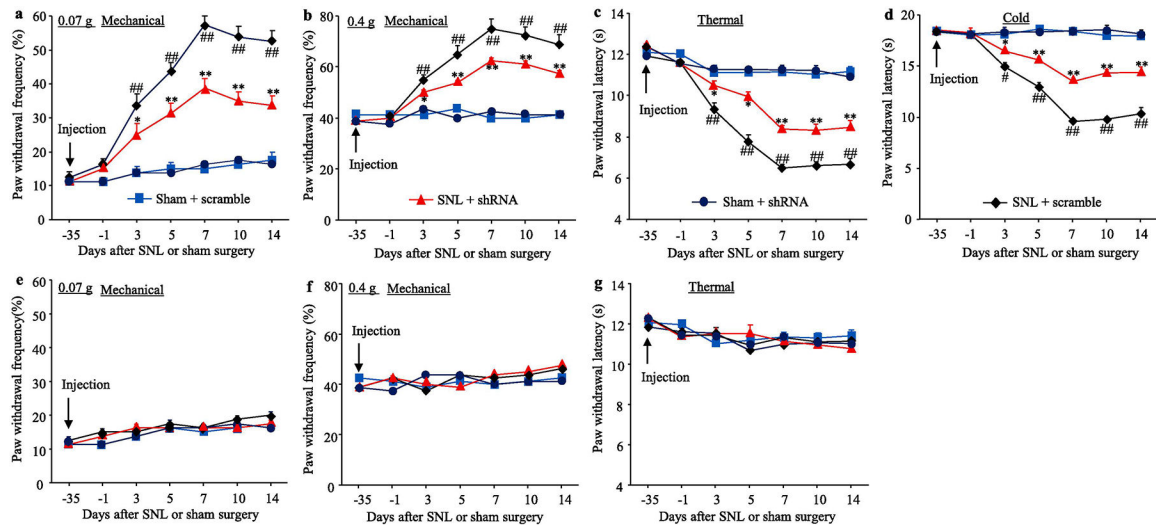 a 0.07 g Mechanical
Paw withdrawal frequency (%)
60
50
40
30
20
10
0
Injection
##
##
##
##
##
*
**
**
**
**
Sham + scramble
-35 -1 3 5 7 10 14
Days after SNL or sham surgery
b 0.4 g Mechanical
Paw withdrawal frequency (%)
80
60
40
20
0
Injection
##
##
##
##
##
*
**
**
**
**
SNL + shRNA
-35 -1 3 5 7 10 14
Days after SNL or sham surgery
c Thermal
Paw withdrawal latency (s)
14
12
10
8
6
4
Injection
*
*
**
**
**
##
##
##
##
##
Sham + shRNA
-35 -1 3 5 7 10 14
Days after SNL or sham surgery
d Cold
Paw withdrawal latency (s)
20
15
10
5
0
Injection
*
**
**
**
**
#
##
##
##
##
SNL + scramble
-35 -1 3 5 7 10 14
Days after SNL or sham surgery
e 0.07 g Mechanical
Paw withdrawal frequency(%)
60
50
40
30
20
10
0
Injection
-35 -1 3 5 7 10 14
Days after SNL or sham surgery
f 0.4 g Mechanical
Paw withdrawal frequency (%)
80
60
40
20
0
Injection
-35 -1 3 5 7 10 14
Days after SNL or sham surgery
g Thermal
Paw withdrawal latency (s)
14
12
10
8
6
4
Injection
-35 -1 3 5 7 10 14
Days after SNL or sham surgery